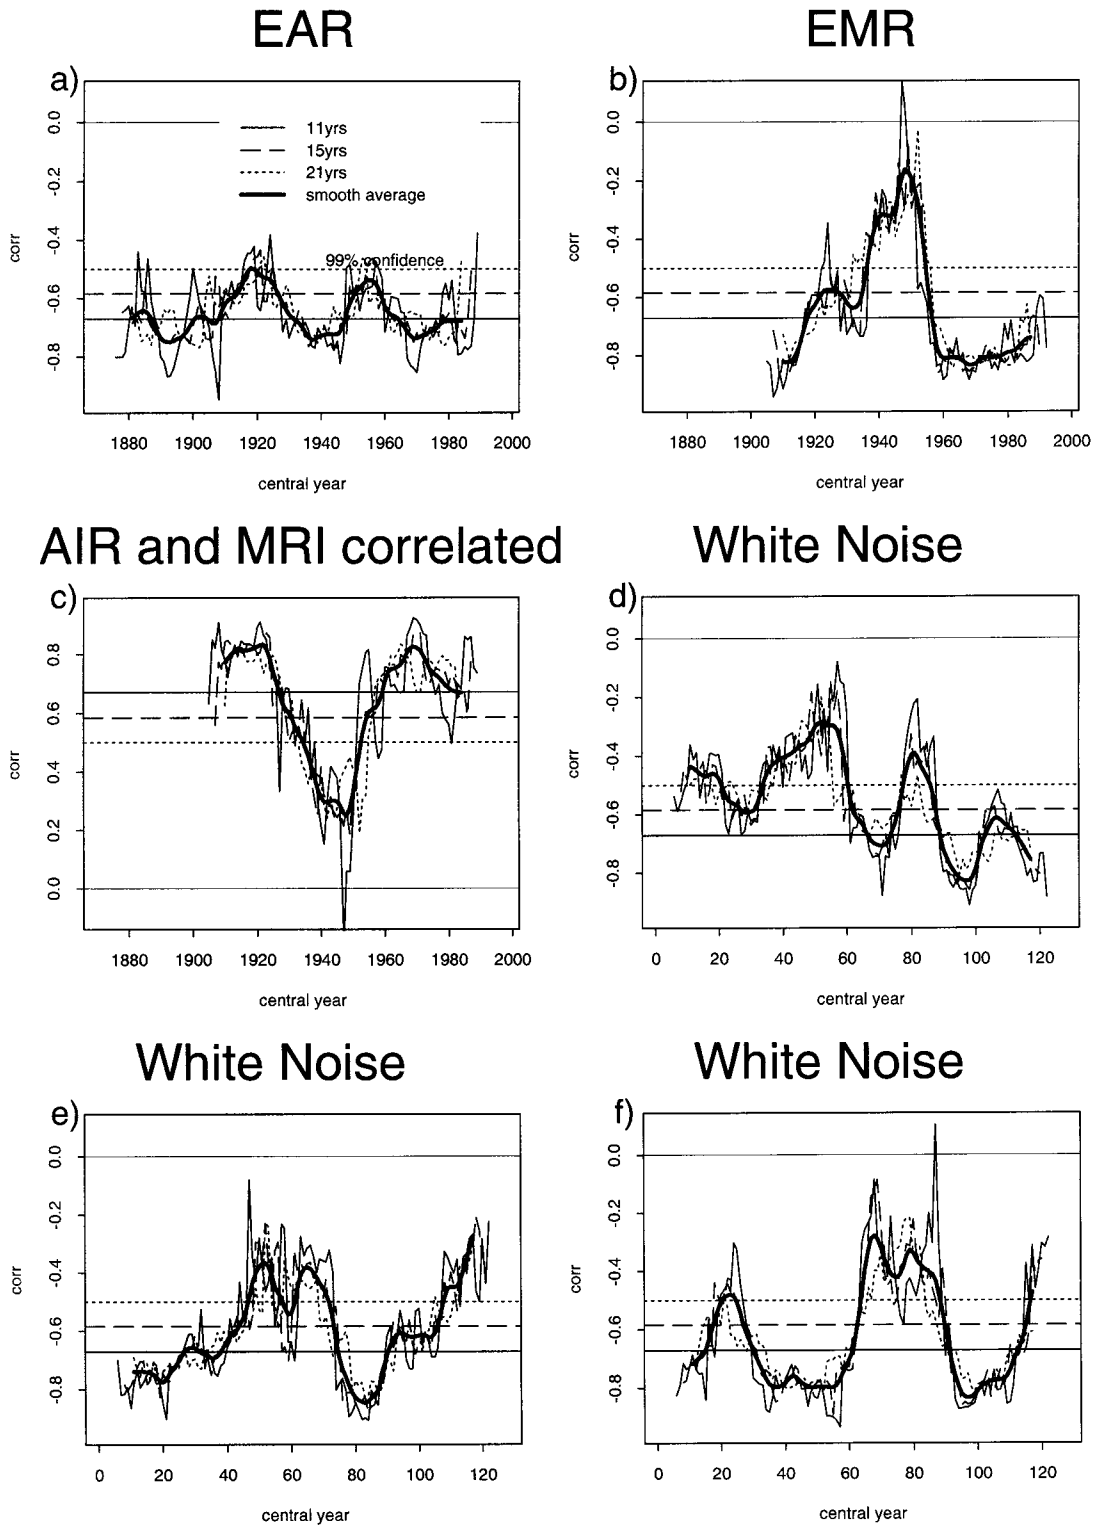 EAR
EMR
a)
b)
0.0
-0.2
-0.4
-0.6
-0.8
corr
11yrs
15yrs
21yrs
smooth average
99% confidence
1880 1900 1920 1940 1960 1980 2000
central year
0.0
-0.2
-0.4
-0.6
-0.8
corr
1880 1900 1920 1940 1960 1980 2000
central year
AIR and MRI correlated
White Noise
c)
d)
0.8
0.6
0.4
0.2
0.0
corr
1880 1900 1920 1940 1960 1980 2000
central year
0.0
-0.2
-0.4
-0.6
-0.8
corr
0 20 40 60 80 100 120
central year
White Noise
White Noise
e)
f)
0.0
-0.2
-0.4
-0.6
-0.8
corr
0 20 40 60 80 100 120
central year
0.0
-0.2
-0.4
-0.6
-0.8
corr
0 20 40 60 80 100 120
central year